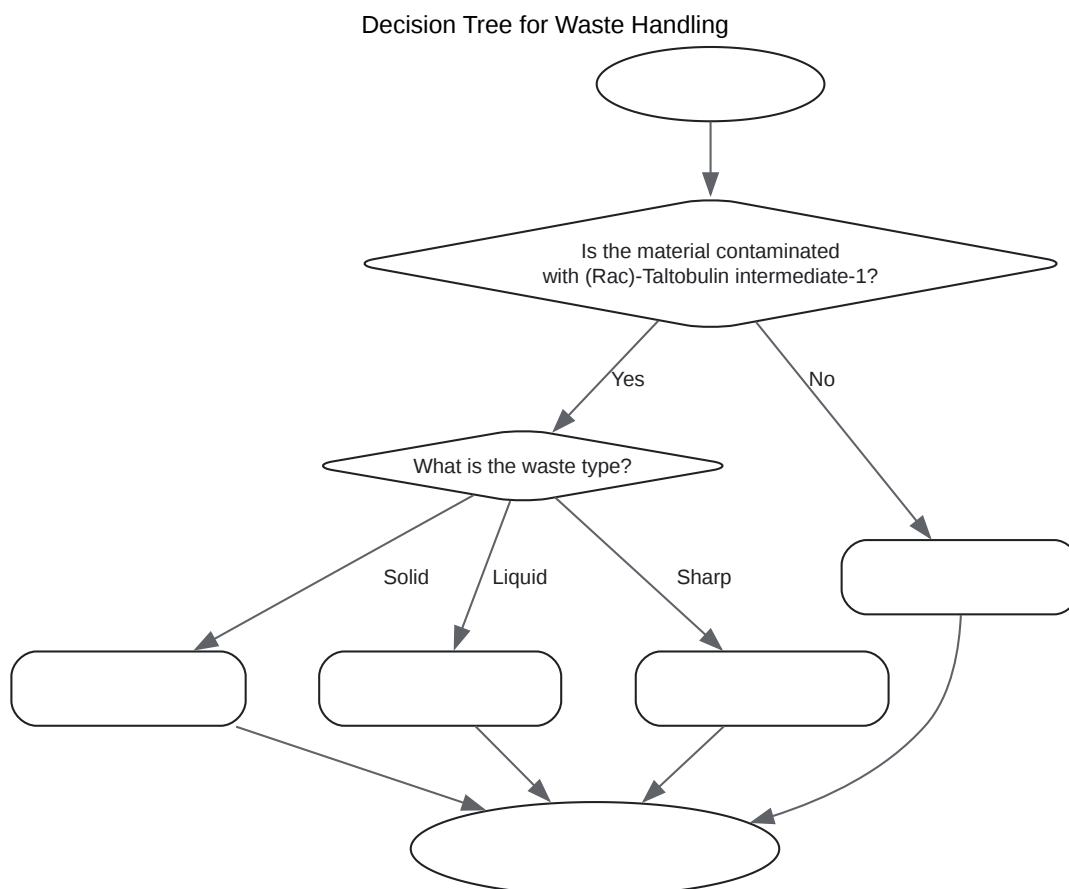 Decision Tree for Waste Handling
Is the material contaminated
with (Rac)-Taltobulin intermediate-1?
Yes
No
What is the waste type?
Solid
Liquid
Sharp